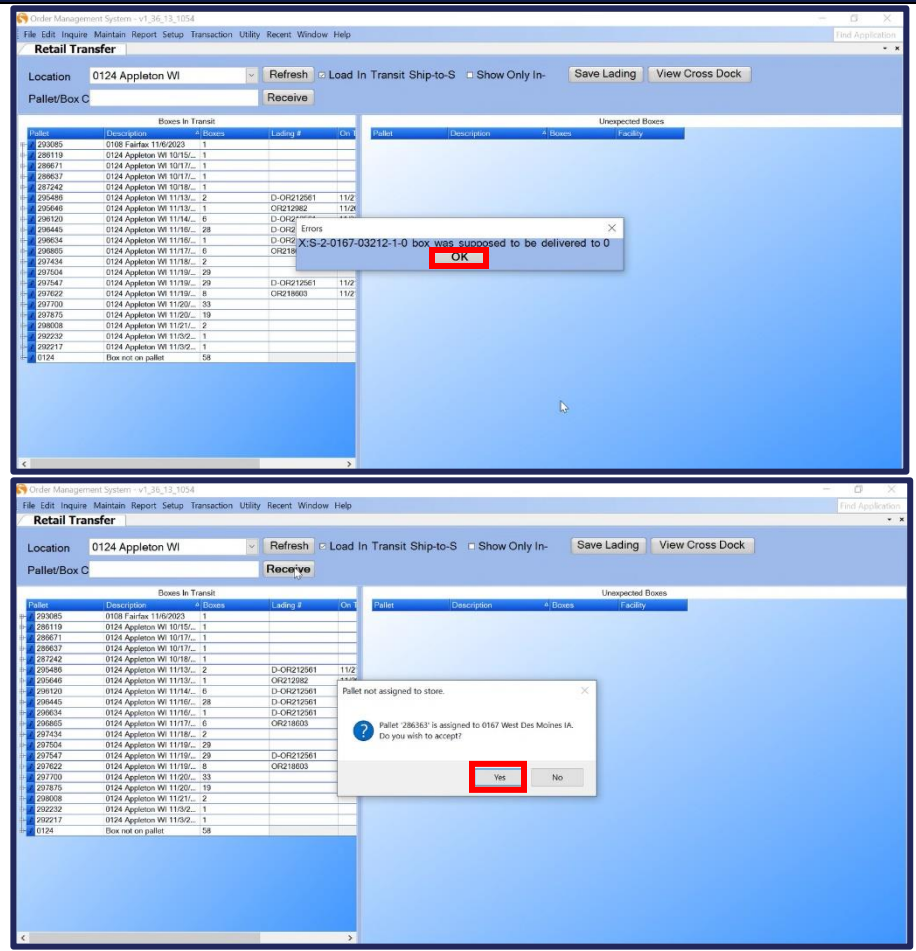 Order Management System - v1_36_13_1054
File Edit Inquire Maintain Report Setup Transaction Utility Recent Window Help Find Application
Retail Transfer
Location 0124 Appleton WI Refresh Load In Transit Ship-to-S Show Only In- Save Lading View Cross Dock
Pallet/Box C Receive
Boxes In Transit Unexpected Boxes
Pallet Description Boxes Lading # On T Pallet Description Boxes Facility
293085 0108 Fairfax 11/6/2023 1
286119 0124 Appleton WI 10/15/... 1
286671 0124 Appleton WI 10/17/... 1
286637 0124 Appleton WI 10/17/... 1
287242 0124 Appleton WI 10/18/... 1
295486 0124 Appleton WI 11/13/... 2 D-OR212561 11/2
295646 0124 Appleton WI 11/13/... 1 OR212982 11/2
296120 0124 Appleton WI 11/14/... 6
296445 0124 Appleton WI 11/16/... 28 D-OR2
296634 0124 Appleton WI 11/16/... 1 D-OR2
296865 0124 Appleton WI 11/17/... 6 OR218
297434 0124 Appleton WI 11/18/... 2
297504 0124 Appleton WI 11/19/... 29
297547 0124 Appleton WI 11/19/... 29 D-OR212561 11/2
297622 0124 Appleton WI 11/19/... 8 OR218603 11/2
297700 0124 Appleton WI 11/20/... 33
297875 0124 Appleton WI 11/20/... 19
298008 0124 Appleton WI 11/21/... 2
292232 0124 Appleton WI 11/3/2... 1
292217 0124 Appleton WI 11/3/2... 1
0124 Box not on pallet 58
Errors
X:S-2-0167-03212-1-0 box was supposed to be delivered to 0
OK
Order Management System - v1_36_13_1054
File Edit Inquire Maintain Report Setup Transaction Utility Recent Window Help Find Application
Retail Transfer
Location 0124 Appleton WI Refresh Load In Transit Ship-to-S Show Only In- Save Lading View Cross Dock
Pallet/Box C Receive
Boxes In Transit Unexpected Boxes
Pallet Description Boxes Lading # On T Pallet Description Boxes Facility
293085 0108 Fairfax 11/6/2023 1
286119 0124 Appleton WI 10/15/... 1
286671 0124 Appleton WI 10/17/... 1
286637 0124 Appleton WI 10/17/... 1
287242 0124 Appleton WI 10/18/... 1
295486 0124 Appleton WI 11/13/... 2 D-OR212561 11/2
295646 0124 Appleton WI 11/13/... 1 OR212982
296120 0124 Appleton WI 11/14/... 6 D-OR212561
296445 0124 Appleton WI 11/16/... 28 D-OR212561
296634 0124 Appleton WI 11/16/... 1 D-OR212561
296865 0124 Appleton WI 11/17/... 6 OR218603
297434 0124 Appleton WI 11/18/... 2
297504 0124 Appleton WI 11/19/... 29
297547 0124 Appleton WI 11/19/... 29 D-OR212561
297622 0124 Appleton WI 11/19/... 8 OR218603
297700 0124 Appleton WI 11/20/... 33
297875 0124 Appleton WI 11/20/... 19
298008 0124 Appleton WI 11/21/... 2
292232 0124 Appleton WI 11/3/2... 1
292217 0124 Appleton WI 11/3/2... 1
0124 Box not on pallet 58
Pallet not assigned to store.
Pallet '286363' is assigned to 0167 West Des Moines IA.
Do you wish to accept?
Yes No